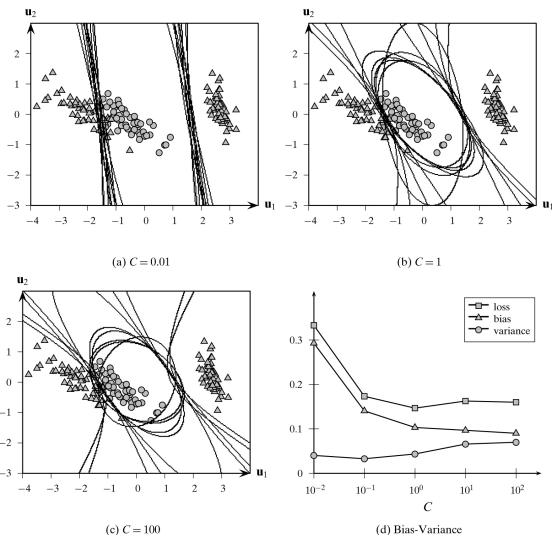 u2
2
1
0
−1
−2
−3
−4 −3 −2 −1 0 1 2 3
u1
(a) C = 0.01
u2
2
1
0
−1
−2
−3
−4 −3 −2 −1 0 1 2 3
u1
(b) C = 1
u2
2
1
0
−1
−2
−3
−4 −3 −2 −1 0 1 2 3
u1
(c) C = 100
loss
bias
variance
0.3
0.2
0.1
0
10−2 10−1 100 101 102
C
(d) Bias-Variance